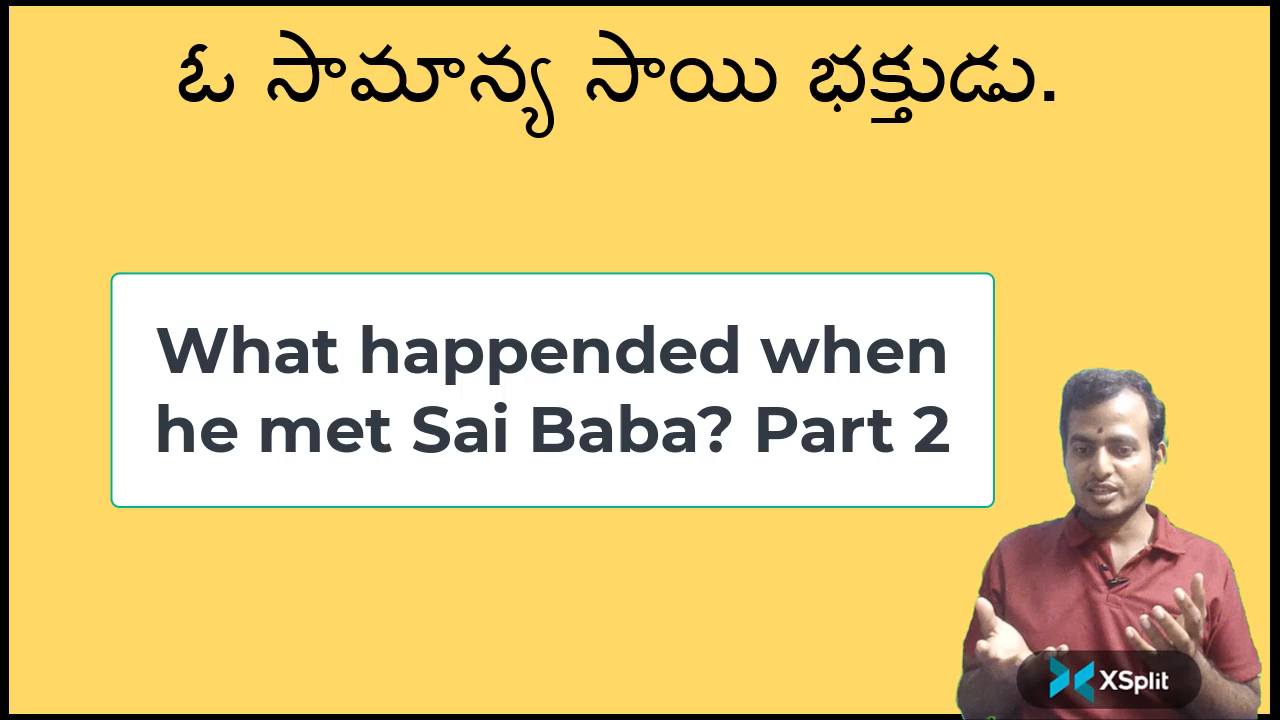 ఓ సామాన్య సాయి భక్తుడు.
What happended when
he met Sai Baba? Part 2
XSplit